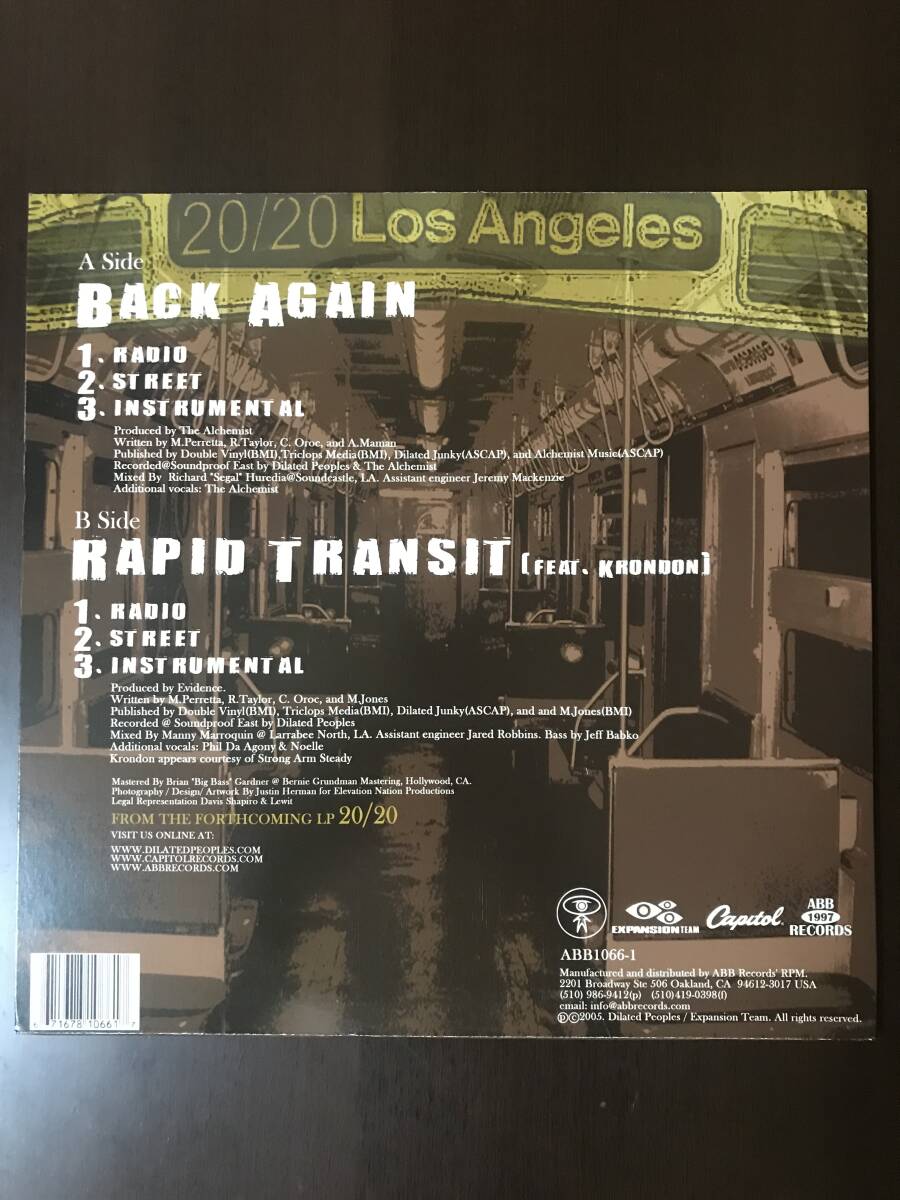 20/20 Los Angeles
A Side
BACK AGAIN
1. RADIO
2. STREET
3. INSTRUMENTAL
Produced by The Alchemist
Written by M.Perretta, R.Taylor, C. Oroc, and A.Maman
Published by Double Vinyl(BMI),Triclops Media(BMI), Dilated Junky(ASCAP), and Alchemist Music(ASCAP)
Recorded@Soundproof East by Dilated Peoples & The Alchemist
Mixed By Richard "Segal" Huredia@Soundcastle, LA. Assistant engineer Jeremy Mackenzie
Additional vocals: The Alchemist
B Side
RAPID TRANSIT (FEAT. KRONDON)
1. RADIO
2. STREET
3. INSTRUMENTAL
Produced by Evidence.
Written by M.Perretta, R.Taylor, C. Oroc, and M.Jones
Published by Double Vinyl(BMI), Triclops Media(BMI), Dilated Junky(ASCAP), and and M.Jones(BMI)
Recorded @ Soundproof East by Dilated Peoples
Mixed By Manny Marroquin @ Larrabee North, LA. Assistant engineer Jared Robbins. Bass by Jeff Babko
Additional vocals: Phil Da Agony & Noelle
Krondon appears courtesy of Strong Arm Steady
Mastered By Brian "Big Bass" Gardner @ Bernie Grundman Mastering, Hollywood, CA.
Photography / Design/ Artwork By Justin Herman for Elevation Nation Productions
Legal Representation Davis Shapiro & Lewit
FROM THE FORTHCOMING LP 20/20
VISIT US ONLINE AT:
WWW.DILATEDPEOPLES.COM
WWW.CAPITOLRECORDS.COM
WWW.ABBRECORDS.COM
EXPANSION TEAM
Capitol
ABB
1997
RECORDS
ABB1066-1
Manufactured and distributed by ABB Records' RPM.
2201 Broadway Ste 506 Oakland, CA 94612-3017 USA
(510) 986-9412(p) (510)419-0398(f)
email: info@abbrecords.com
℗©2005. Dilated Peoples / Expansion Team. All rights reserved.
6 71678 10661 7